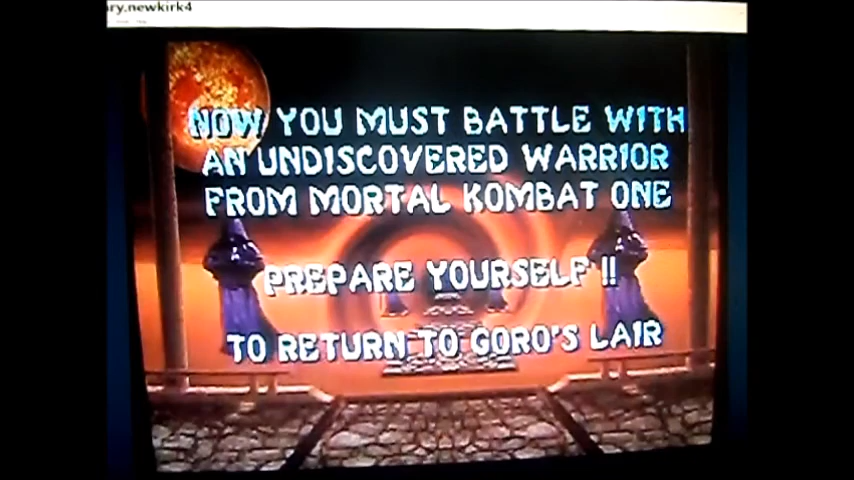 ry.newkirk4
NOW YOU MUST BATTLE WITH
AN UNDISCOVERED WARRIOR
FROM MORTAL KOMBAT ONE
PREPARE YOURSELF !!
TO RETURN TO GORO'S LAIR